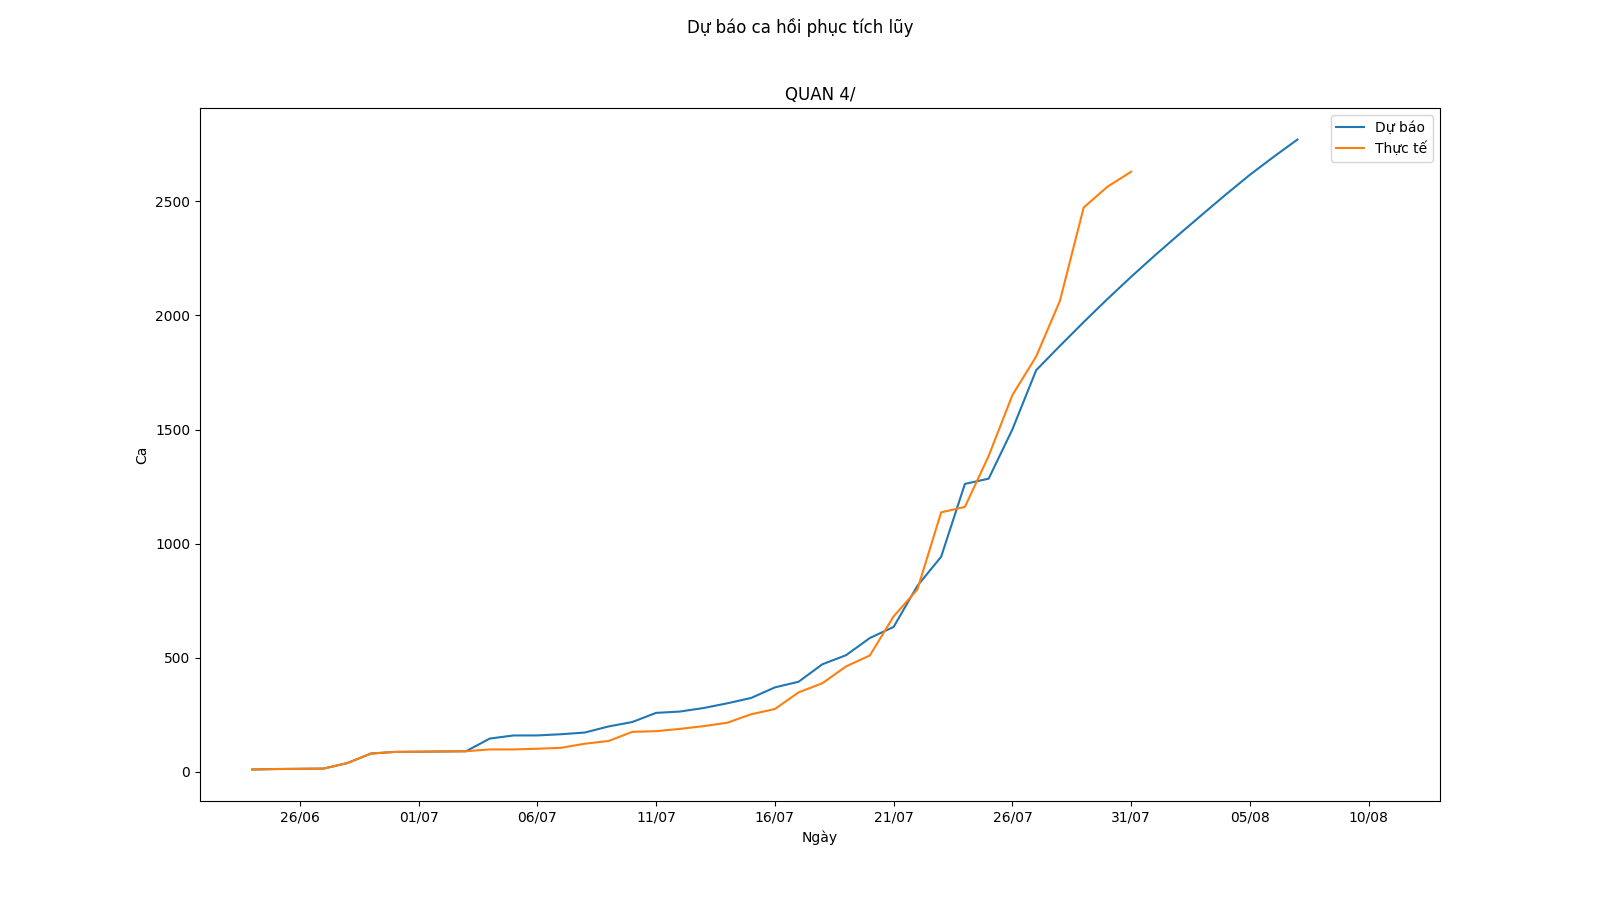 Dự báo ca hồi phục tích lũy
QUAN 4/
Dự báo
Thực tế
2500
2000
1500
1000
500
0
Ca
26/06 01/07 06/07 11/07 16/07 21/07 26/07 31/07 05/08 10/08
Ngày